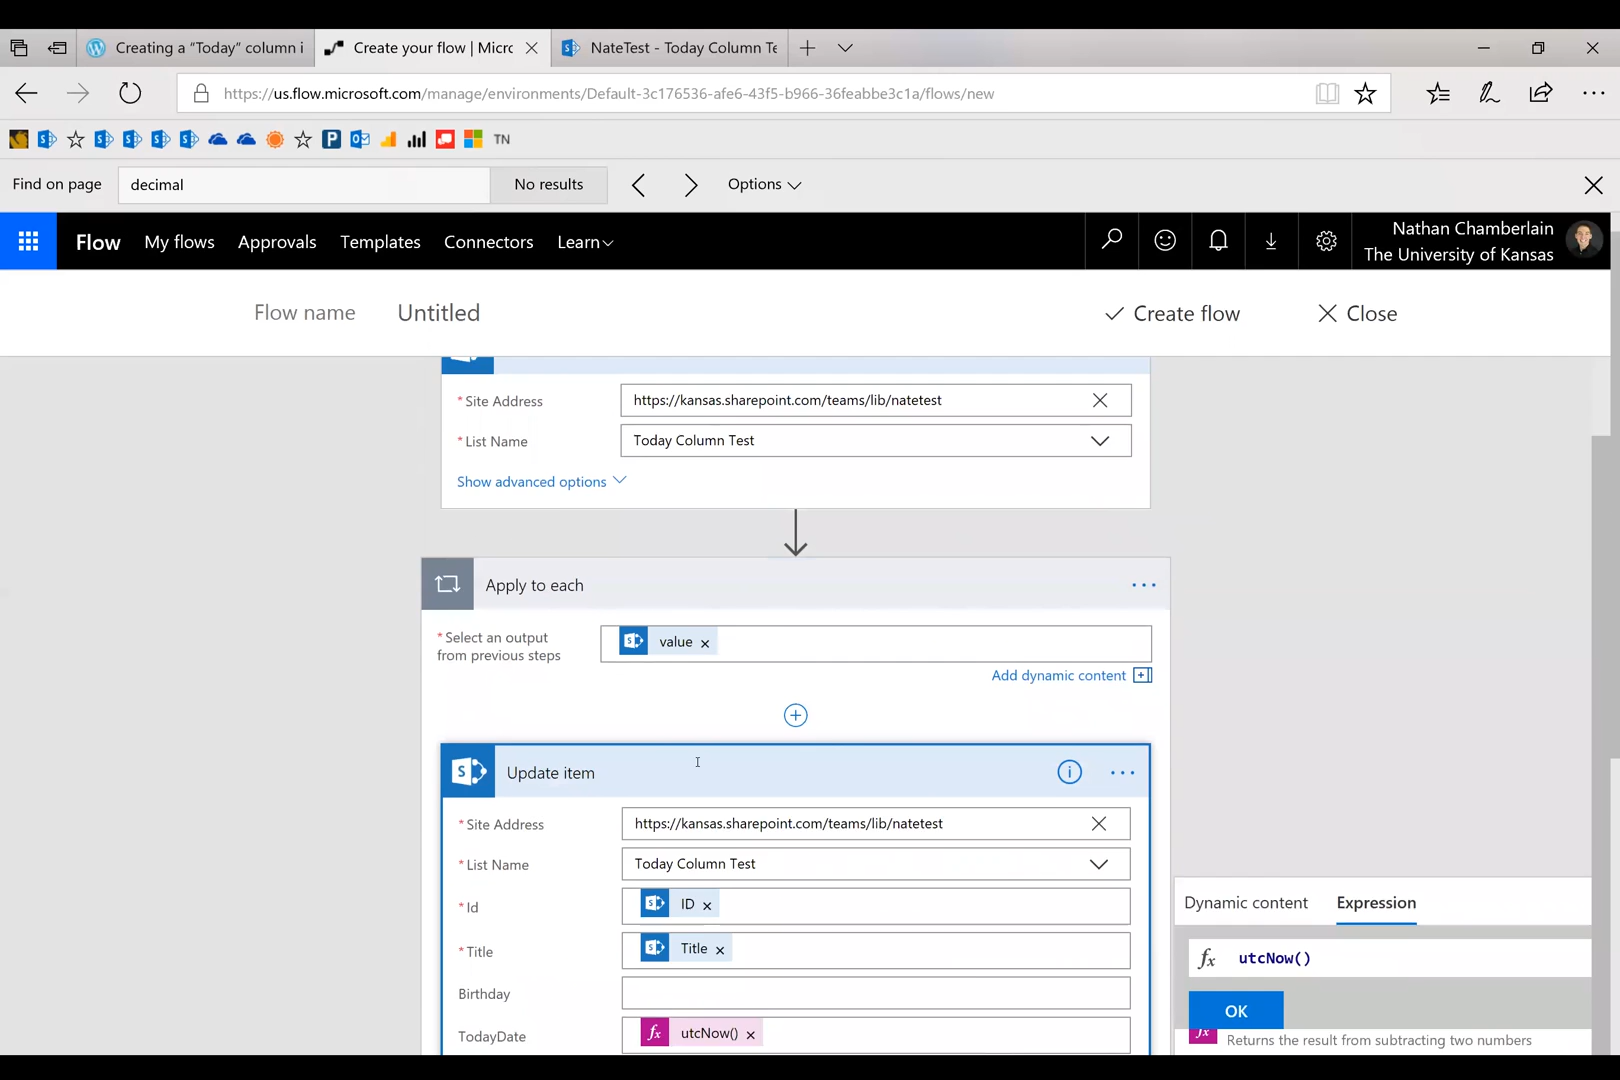 Creating a “Today” column i
Create your flow | Micr
NateTest - Today Column Te
https://us.flow.microsoft.com/manage/environments/Default-3c176536-afe6-43f5-b966-36feabbe3c1a/flows/new
P
TN
Find on page
decimal
No results
Options
Flow
My flows
Approvals
Templates
Connectors
Learn
Nathan Chamberlain
The University of Kansas
Flow name
Untitled
Create flow
Close
* Site Address
https://kansas.sharepoint.com/teams/lib/natetest
* List Name
Today Column Test
Show advanced options
Apply to each
* Select an output
from previous steps
value
Add dynamic content
S
Update item
* Site Address
https://kansas.sharepoint.com/teams/lib/natetest
* List Name
Today Column Test
* Id
ID
* Title
Title
Birthday
TodayDate
fx utcNow()
Dynamic content
Expression
fx utcNow()
OK
fx
Returns the result from subtracting two numbers